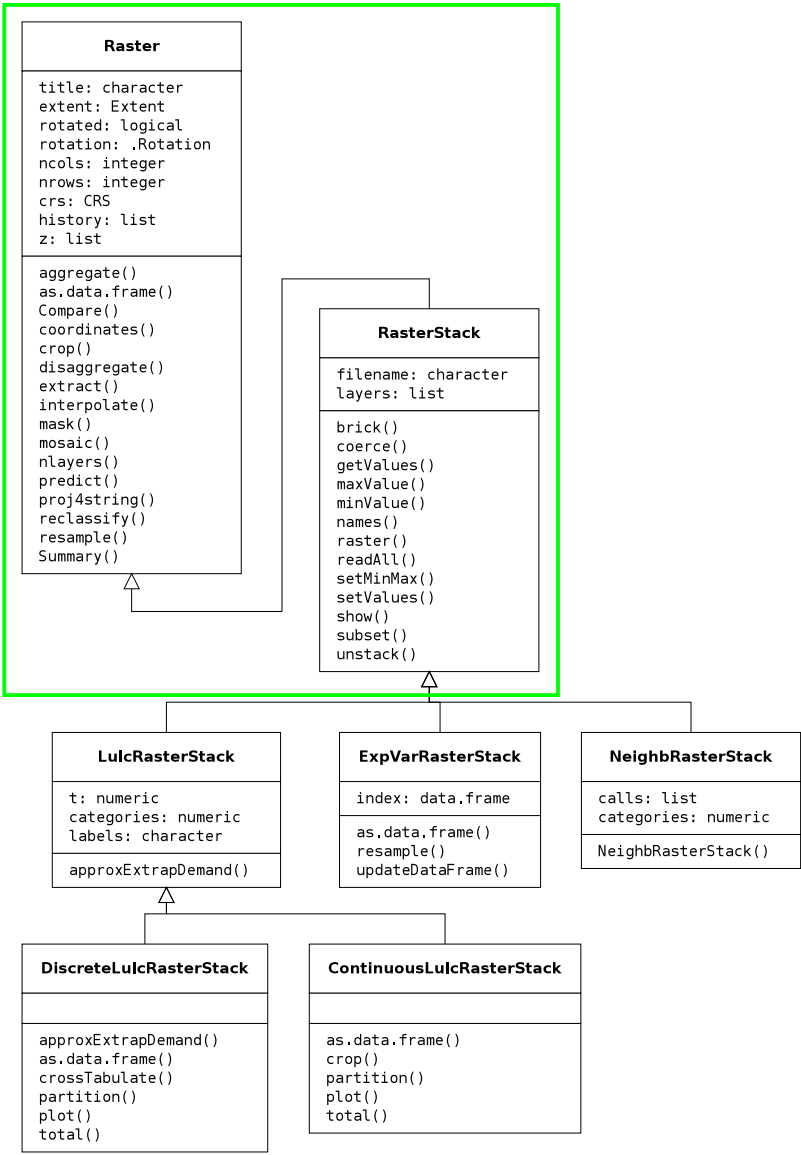 Raster
title: character
extent: Extent
rotated: logical
rotation: .Rotation
ncols: integer
nrows: integer
crs: CRS
history: list
z: list
aggregate()
as.data.frame()
Compare()
coordinates()
crop()
disaggregate()
extract()
interpolate()
mask()
mosaic()
nlayers()
predict()
proj4string()
reclassify()
resample()
Summary()
RasterStack
filename: character
layers: list
brick()
coerce()
getValues()
maxValue()
minValue()
names()
raster()
readAll()
setMinMax()
setValues()
show()
subset()
unstack()
LulcRasterStack
t: numeric
categories: numeric
labels: character
approxExtrapDemand()
ExpVarRasterStack
index: data.frame
as.data.frame()
resample()
updateDataFrame()
NeighbRasterStack
calls: list
categories: numeric
NeighbRasterStack()
DiscreteLulcRasterStack
approxExtrapDemand()
as.data.frame()
crossTabulate()
partition()
plot()
total()
ContinuousLulcRasterStack
as.data.frame()
crop()
partition()
plot()
total()